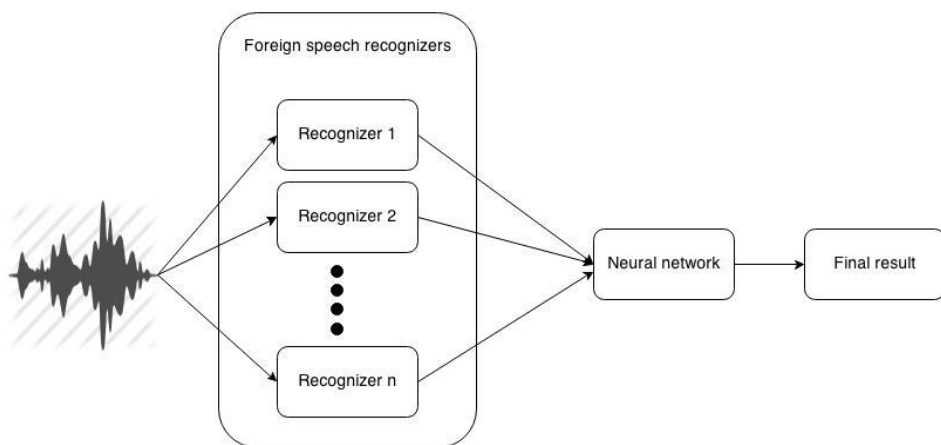 Foreign speech recognizers
Recognizer 1
Recognizer 2
Recognizer n
Neural network
Final result